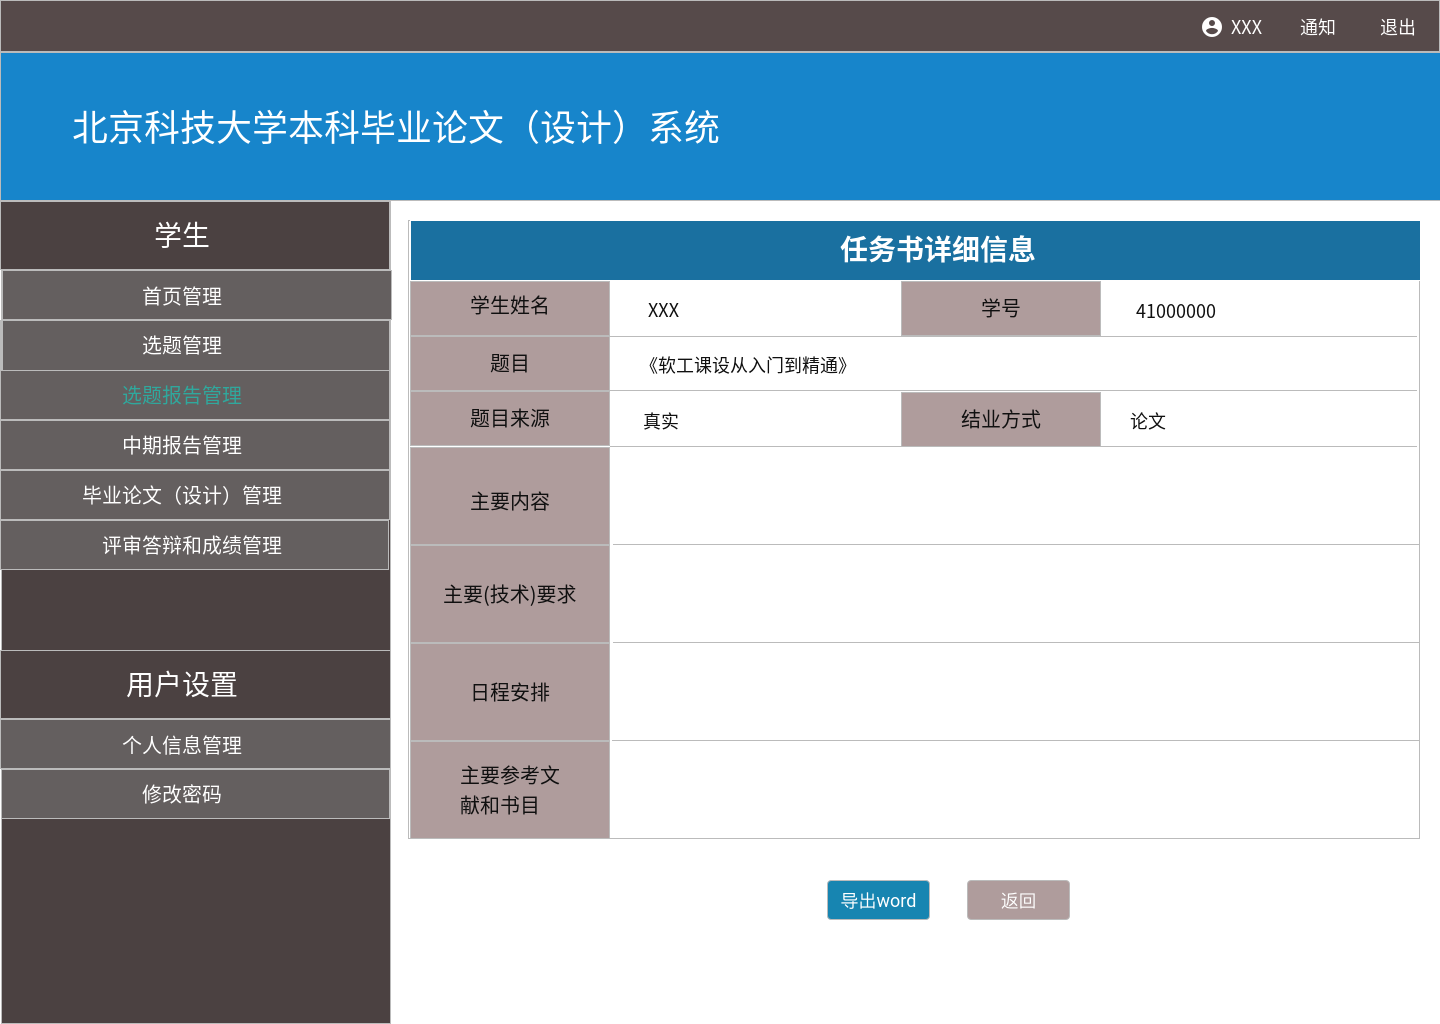 XXX 通知 退出
北京科技大学本科毕业论文（设计）系统
学生
首页管理
选题管理
选题报告管理
中期报告管理
毕业论文（设计）管理
评审答辩和成绩管理
用户设置
个人信息管理
修改密码
任务书详细信息
学生姓名 XXX 学号 41000000
题目 《软工课设从入门到精通》
题目来源 真实 结业方式 论文
主要内容
主要(技术)要求
日程安排
主要参考文
献和书目
导出word 返回